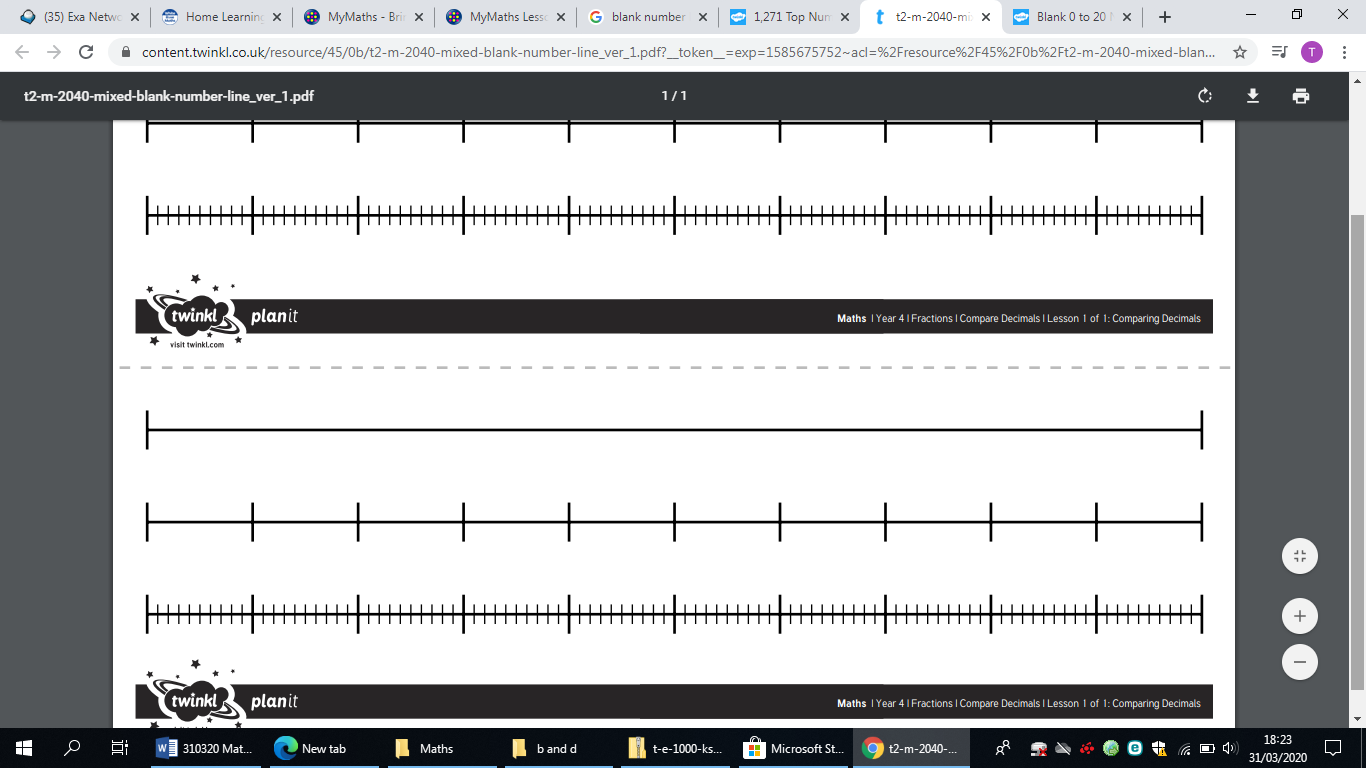 (35) Exa Netwo
Home Learning
MyMaths - Brin
MyMaths Less
blank number
1,271 Top Num
t2-m-2040-mi
Blank 0 to 20
content.twinkl.co.uk/resource/45/0b/t2-m-2040-mixed-blank-number-line_ver_1.pdf?__token__=exp=1585675752~acl=%2Fresource%2F45%2F0b%2Ft2-m-2040-mixed-blan...
T
t2-m-2040-mixed-blank-number-line_ver_1.pdf
1 / 1
twinkl
planit
Maths | Year 4 | Fractions | Compare Decimals | Lesson 1 of 1: Comparing Decimals
visit twinkl.com
twinkl
planit
Maths | Year 4 | Fractions | Compare Decimals | Lesson 1 of 1: Comparing Decimals
310320 Mat...
New tab
Maths
b and d
t-e-1000-ks...
Microsoft St...
t2-m-2040-...
18:23
31/03/2020